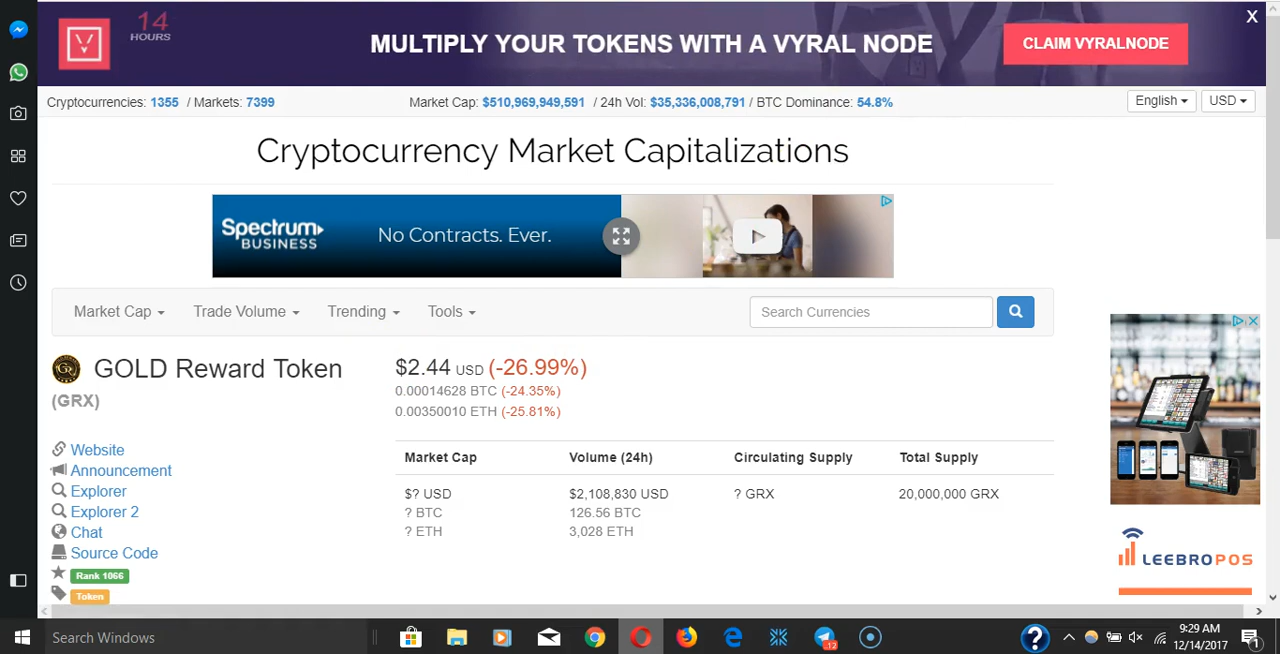 14
HOURS
MULTIPLY YOUR TOKENS WITH A VYRAL NODE
CLAIM VYRALNODE
X
Cryptocurrencies: 1355 / Markets: 7399
Market Cap: $510,969,949,591 / 24h Vol: $35,336,008,791 / BTC Dominance: 54.8%
English
USD
Cryptocurrency Market Capitalizations
Spectrum
BUSINESS
No Contracts. Ever.
Market Cap
Trade Volume
Trending
Tools
Search Currencies
GOLD Reward Token
(GRX)
$2.44 USD (-26.99%)
0.00014628 BTC (-24.35%)
0.00350010 ETH (-25.81%)
Website
Announcement
Explorer
Explorer 2
Chat
Source Code
Rank 1066
Token
Market Cap Volume (24h) Circulating Supply Total Supply
$? USD $2,108,830 USD ? GRX 20,000,000 GRX
? BTC 126.56 BTC
? ETH 3,028 ETH
LEEBROPOS
Search Windows
12
9:29 AM
12/14/2017
1